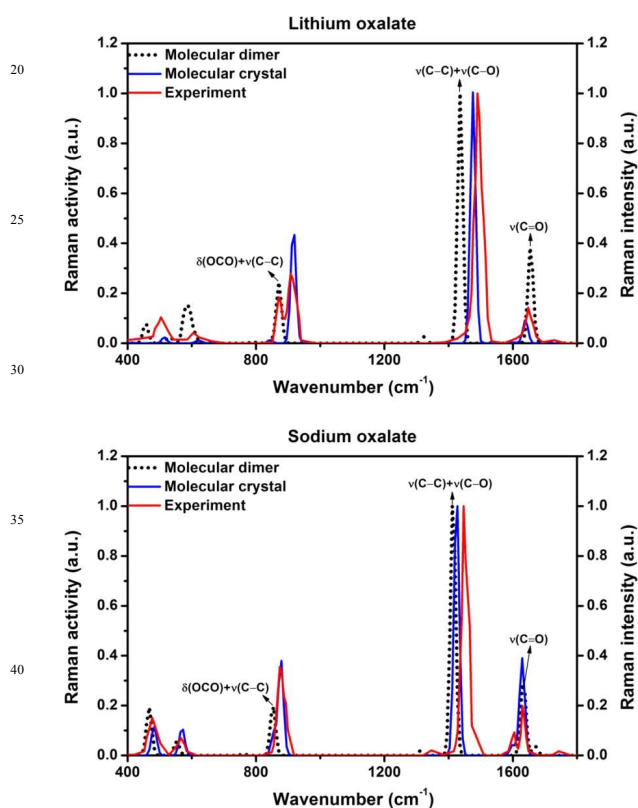 Lithium oxalate
Molecular dimer
Molecular crystal
Experiment
ν(C−C)+ν(C−O)
ν(C=O)
δ(OCO)+ν(C−C)
Raman activity (a.u.)
1.2
1.0
0.8
0.6
0.4
0.2
0.0
Raman intensity (a.u.)
1.2
1.0
0.8
0.6
0.4
0.2
0.0
400 800 1200 1600
Wavenumber (cm⁻¹)
20
25
30
Sodium oxalate
Molecular dimer
Molecular crystal
Experiment
ν(C−C)+ν(C−O)
ν(C=O)
δ(OCO)+ν(C−C)
Raman activity (a.u.)
1.2
1.0
0.8
0.6
0.4
0.2
0.0
Raman intensity (a.u.)
1.2
1.0
0.8
0.6
0.4
0.2
0.0
400 800 1200 1600
Wavenumber (cm⁻¹)
35
40